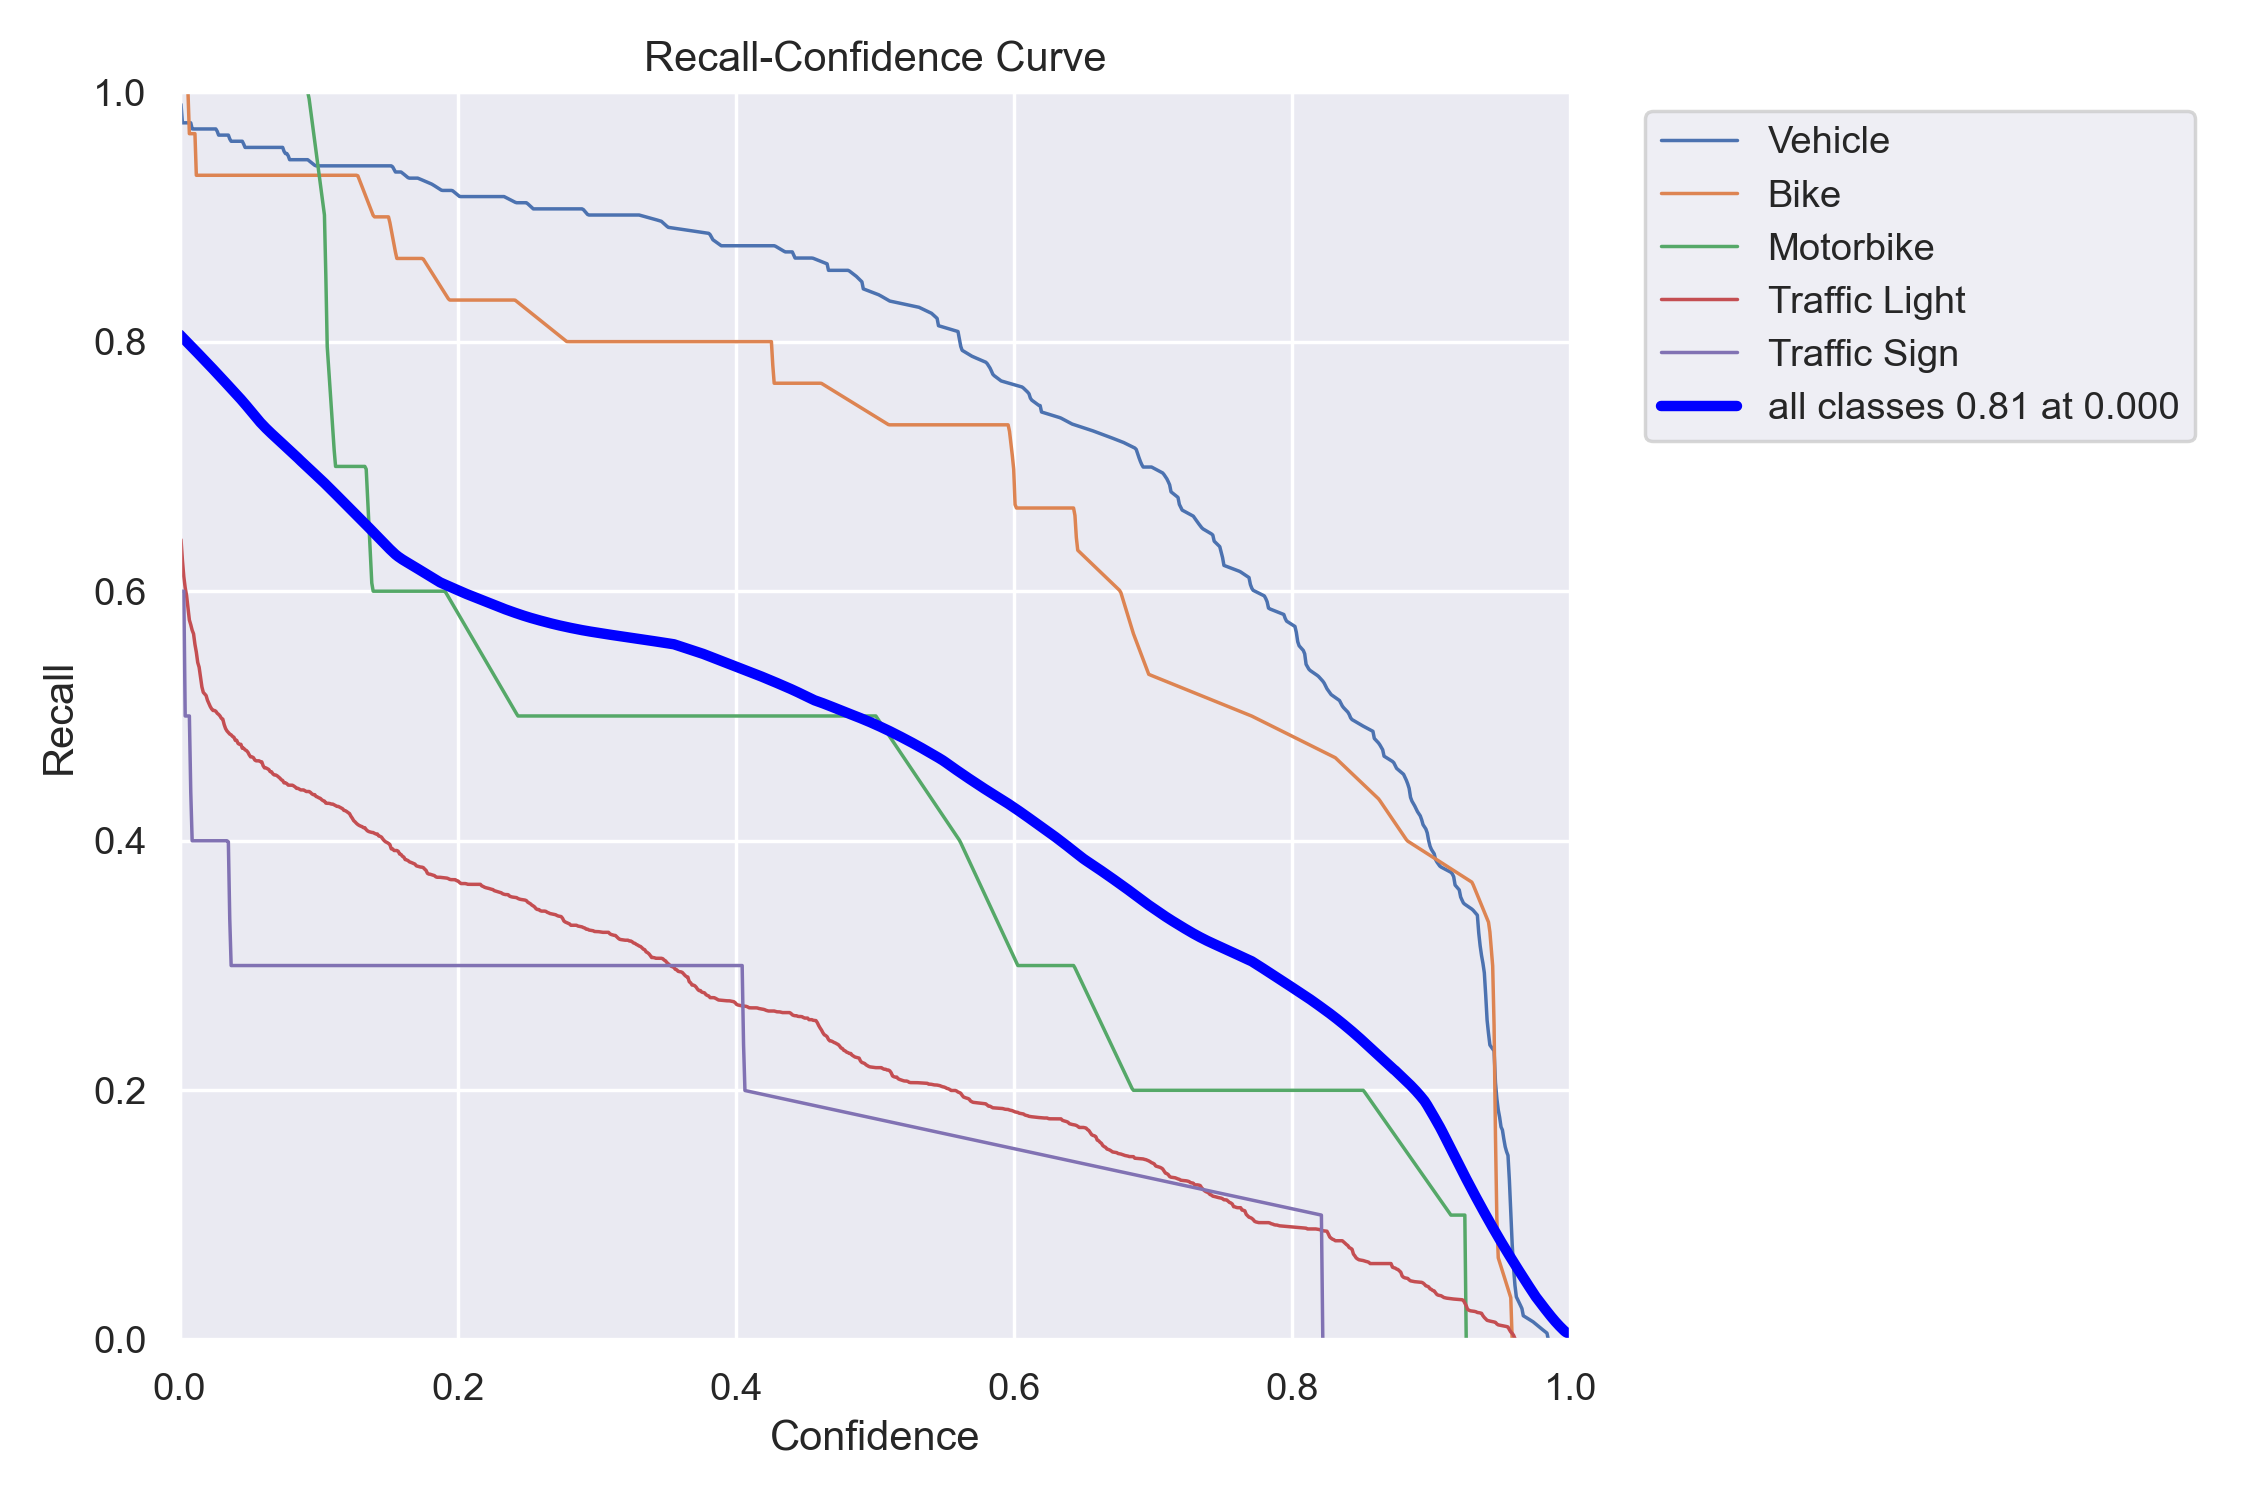 Recall-Confidence Curve
1.0
0.8
0.6
0.4
0.2
0.0
Recall
0.0 0.2 0.4 0.6 0.8 1.0
Confidence
Vehicle
Bike
Motorbike
Traffic Light
Traffic Sign
all classes 0.81 at 0.000